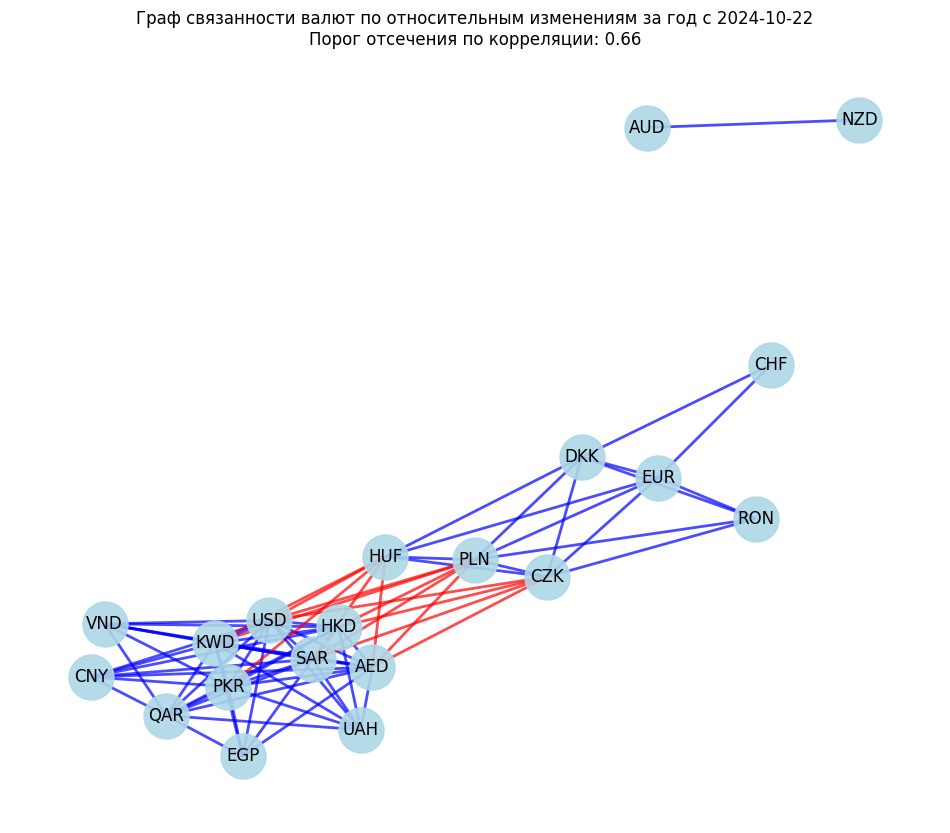 Граф связанности валют по относительным изменениям за год с 2024-10-22
Порог отсечения по корреляции: 0.66
AUD
NZD
CHF
DKK
EUR
RON
HUF
PLN
CZK
VND
USD
HKD
KWD
SAR
AED
CNY
PKR
QAR
UAH
EGP